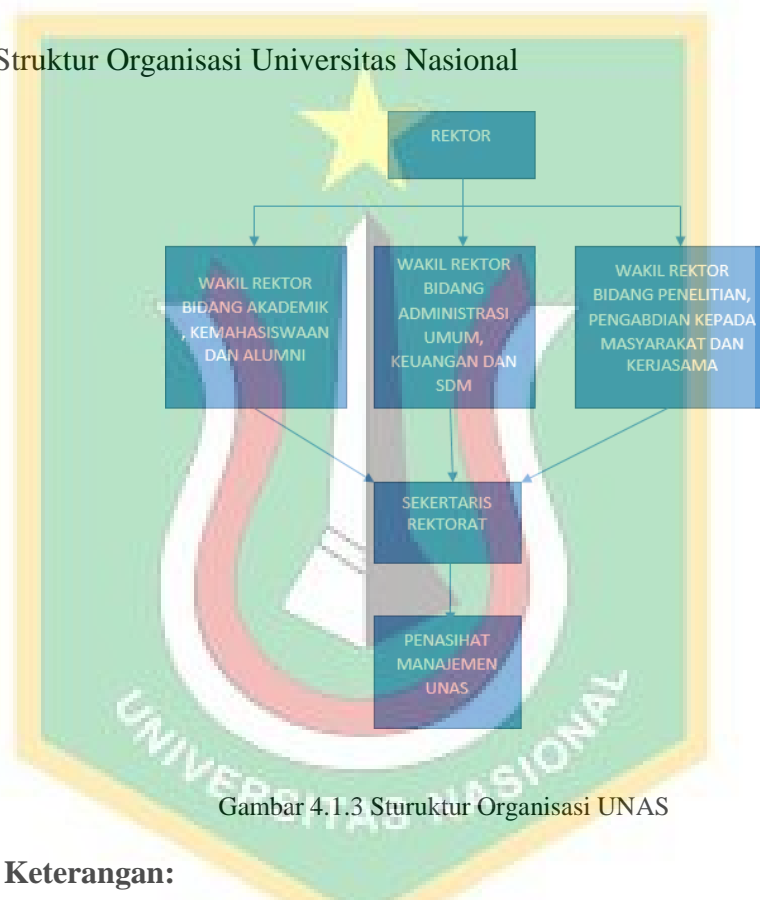 Struktur Organisasi Universitas Nasional
REKTOR
WAKIL REKTOR
BIDANG AKADEMIK
, KEMAHASISWAAN
DAN ALUMNI
WAKIL REKTOR
BIDANG
ADMINISTRASI
UMUM,
KEUANGAN DAN
SDM
WAKIL REKTOR
BIDANG PENELITIAN,
PENGABDIAN KEPADA
MASYARAKAT DAN
KERJASAMA
SEKERTARIS
REKTORAT
PENASIHAT
MANAJEMEN
UNAS
UNIVERSITAS NASIONAL
Gambar 4.1.3 Sturuktur Organisasi UNAS
Keterangan: